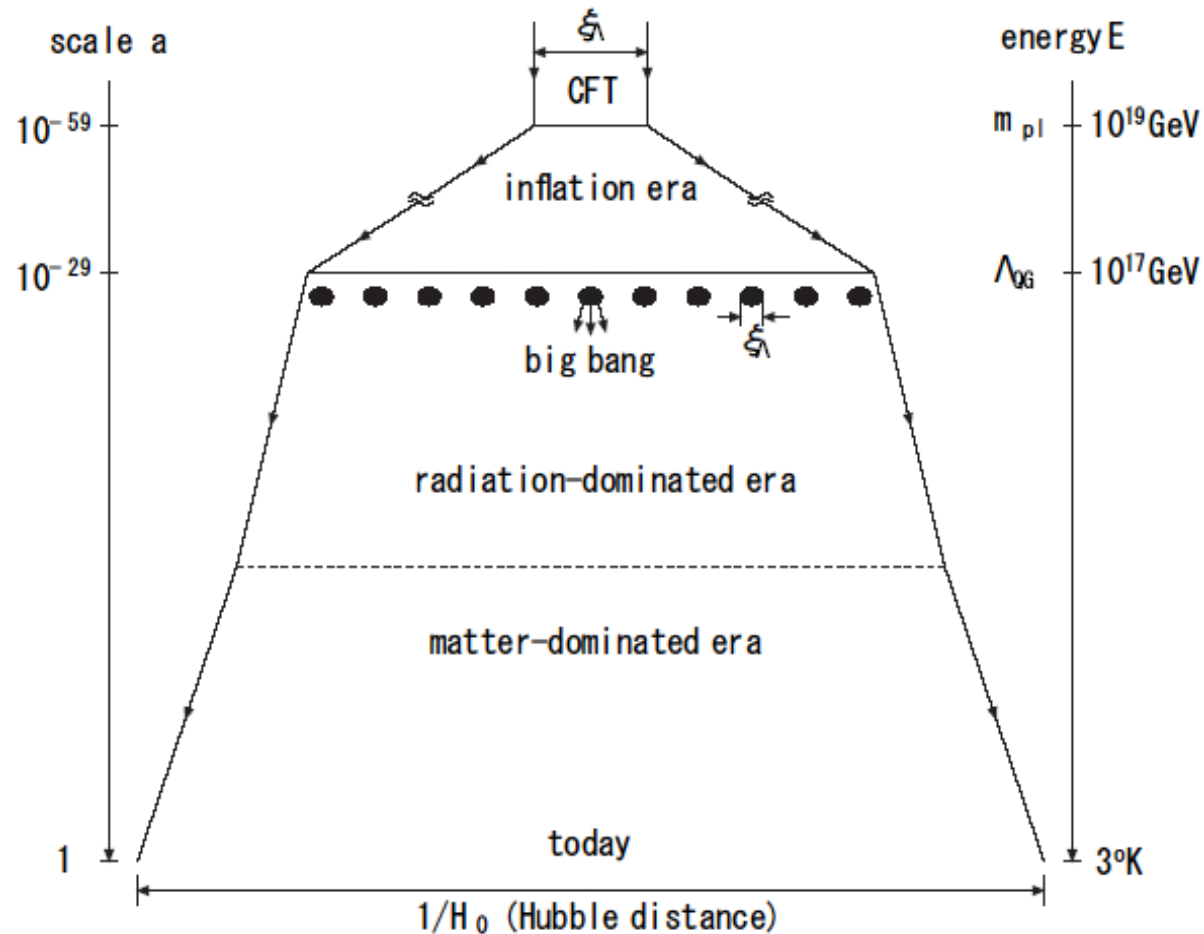 scale a
ξΛ
energy E
CFT
10⁻⁵⁹
m pl 10¹⁹GeV
inflation era
10⁻²⁹
ΛQG 10¹⁷GeV
ξΛ
big bang
radiation-dominated era
matter-dominated era
today
1
3°K
1/H₀ (Hubble distance)